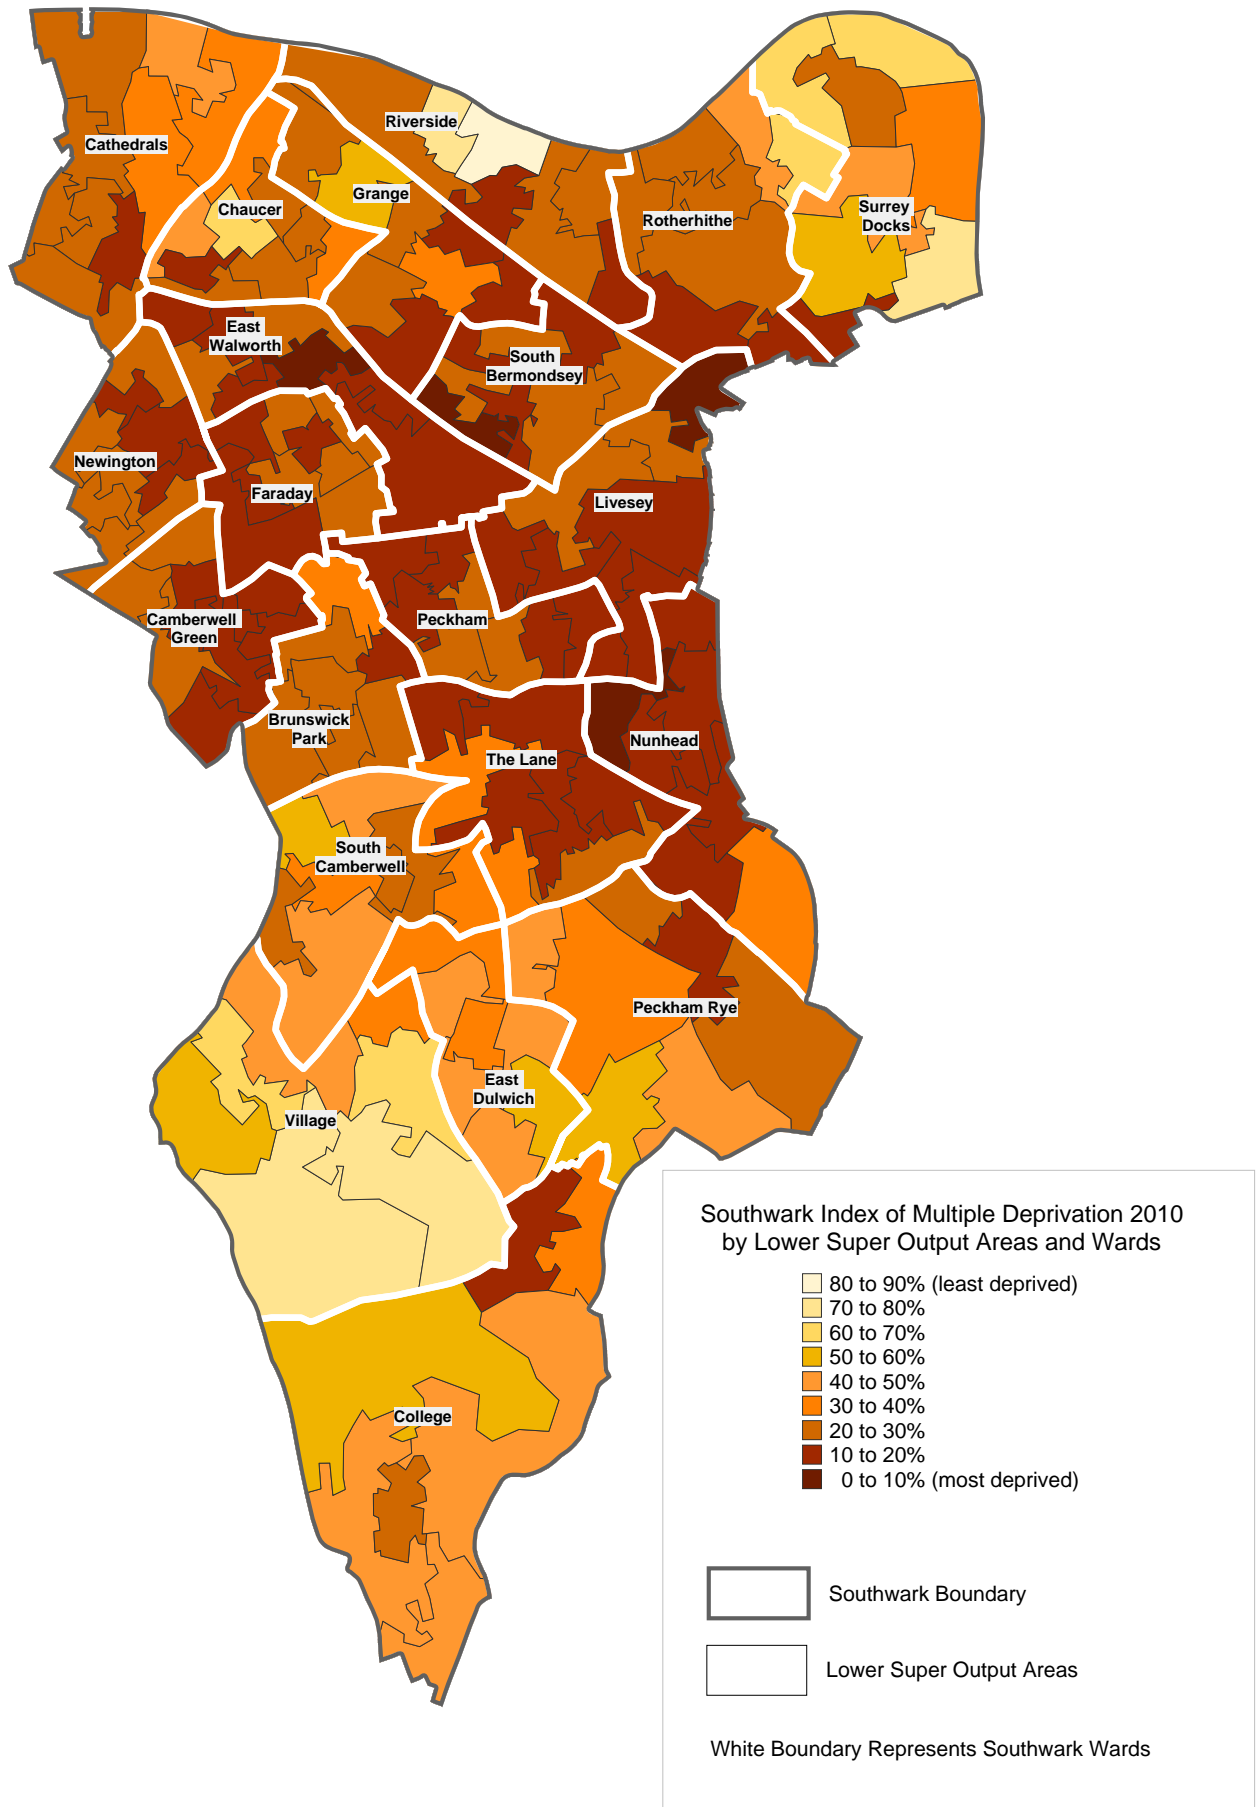 Riverside
Cathedrals
Grange
Chaucer
Rotherhithe
Surrey
Docks
East
Walworth
South
Bermondsey
Newington
Faraday
Livesey
Camberwell
Green
Peckham
Brunswick
Park
The Lane
Nunhead
South
Camberwell
Peckham Rye
East
Dulwich
Village
College
Southwark Index of Multiple Deprivation 2010
by Lower Super Output Areas and Wards
80 to 90% (least deprived)
70 to 80%
60 to 70%
50 to 60%
40 to 50%
30 to 40%
20 to 30%
10 to 20%
0 to 10% (most deprived)
Southwark Boundary
Lower Super Output Areas
White Boundary Represents Southwark Wards